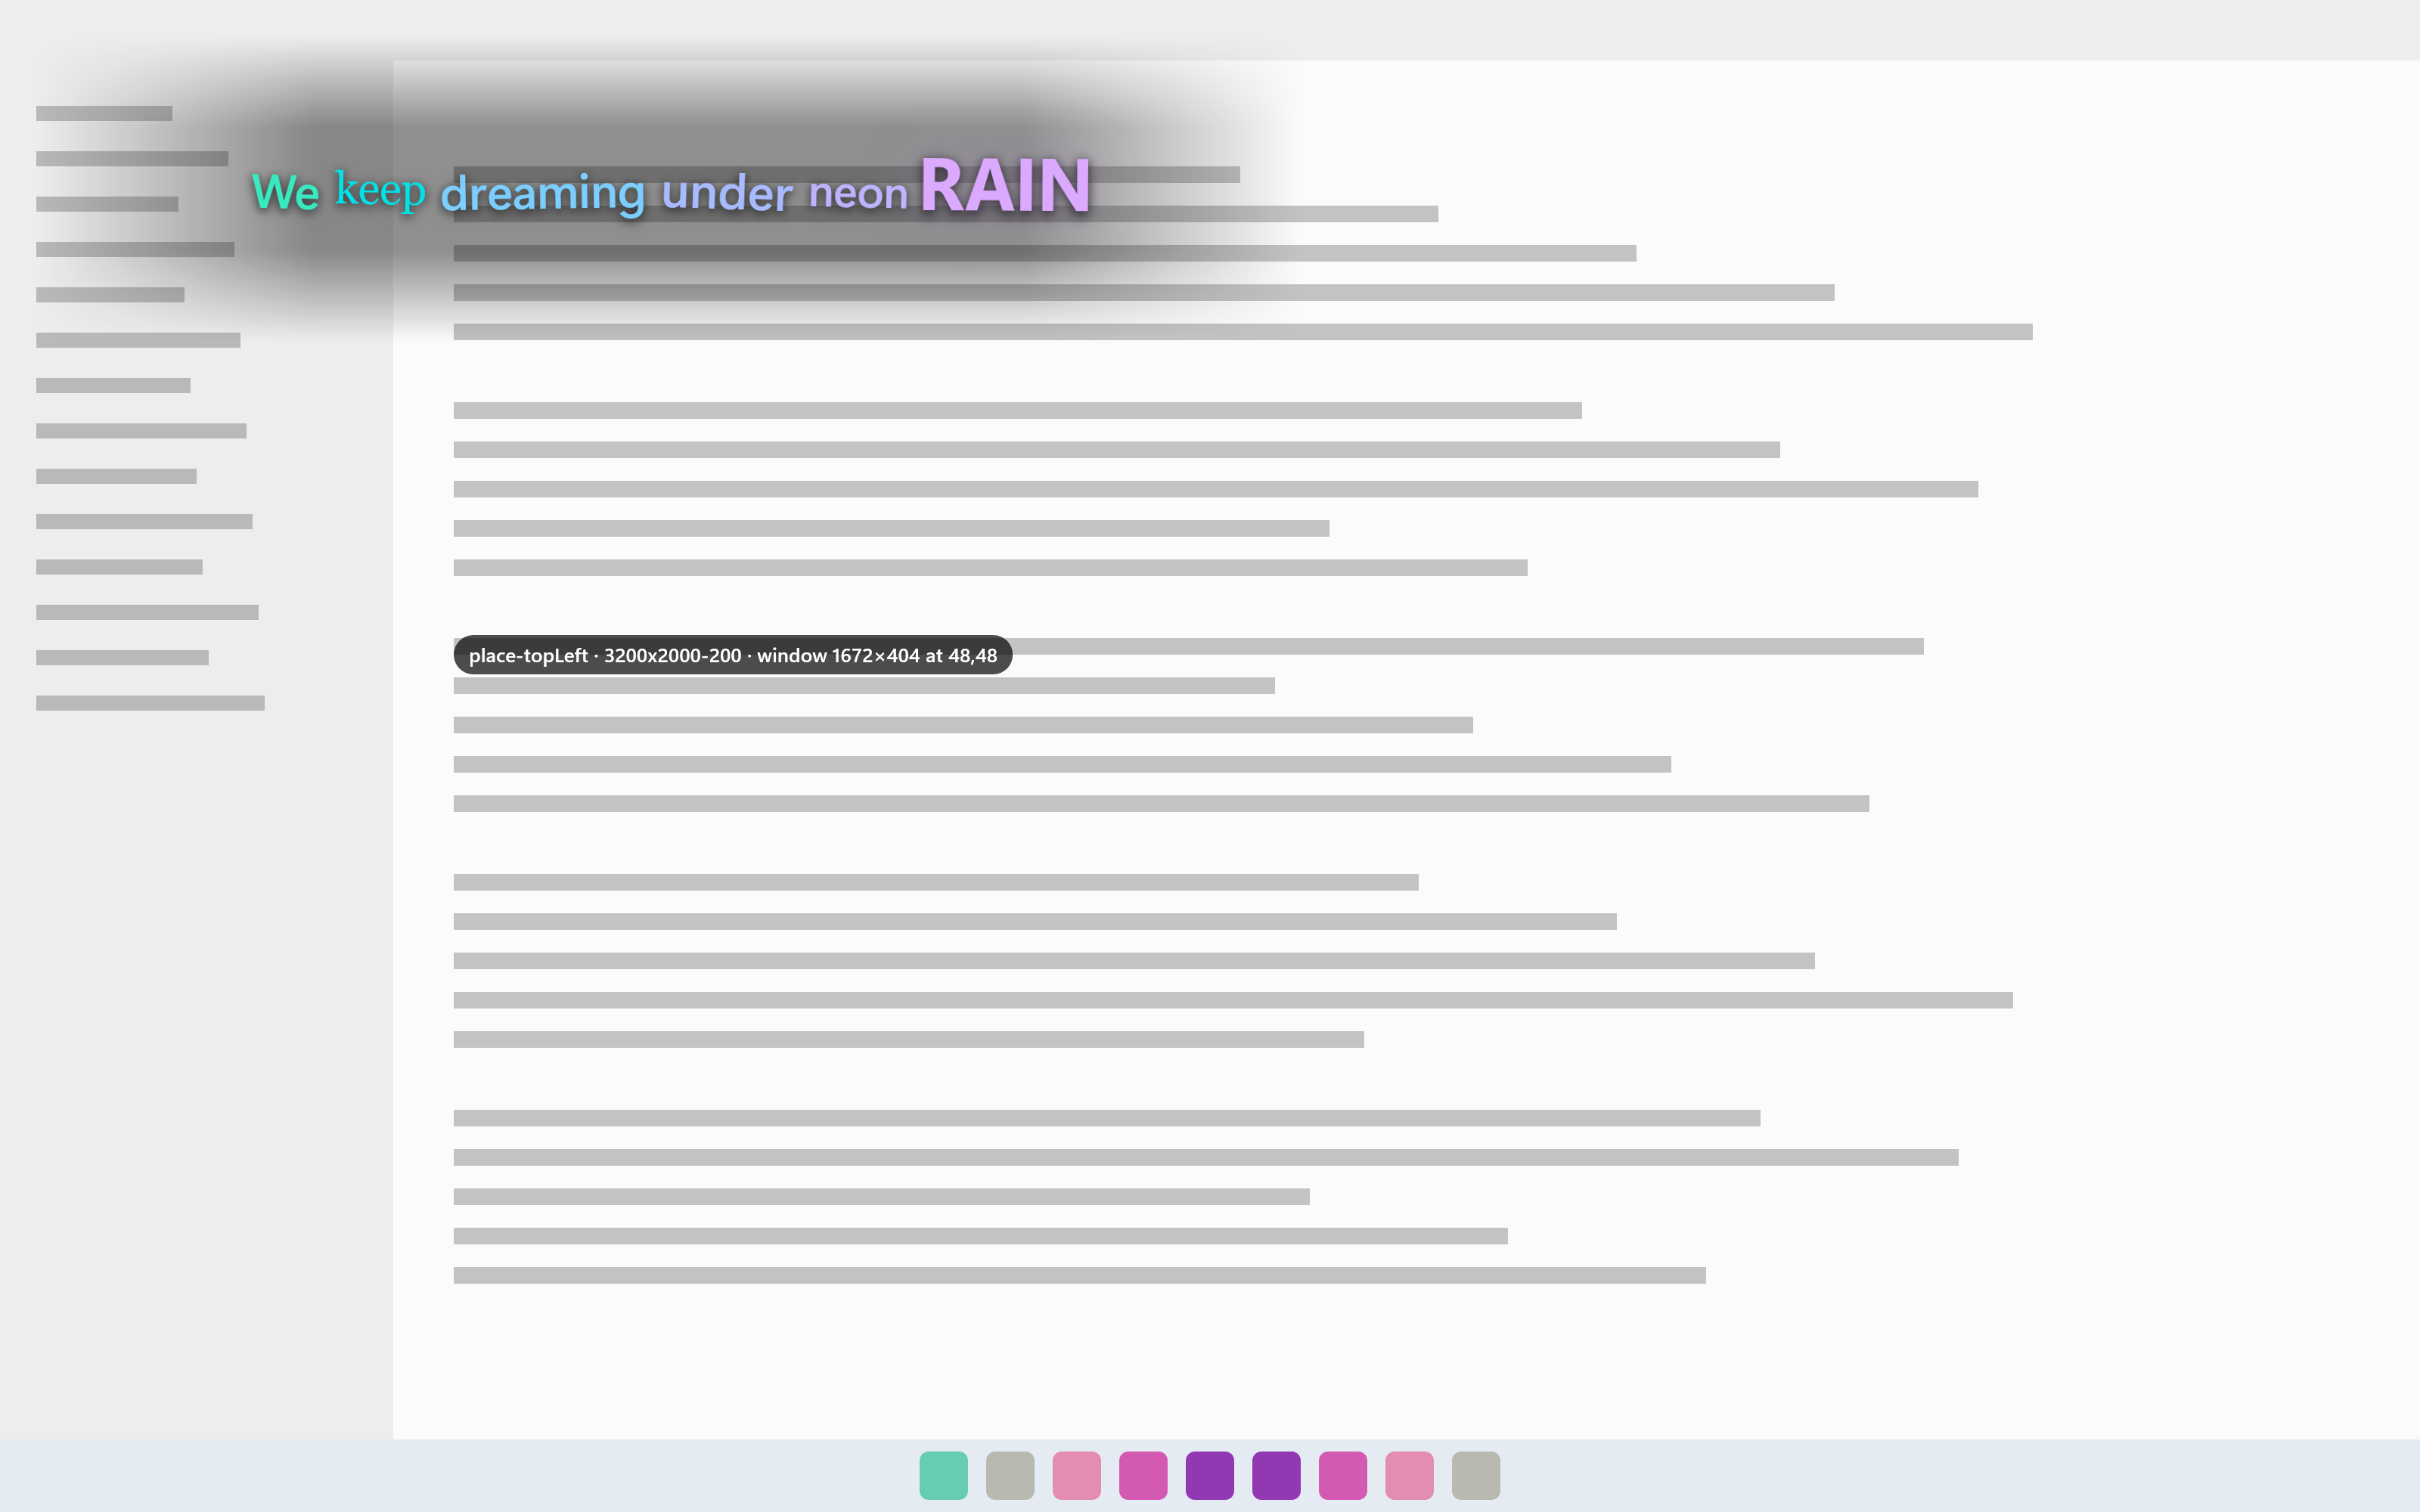 We keep dreaming under neon RAIN
place-topLeft · 3200x2000-200 · window 1672×404 at 48,48